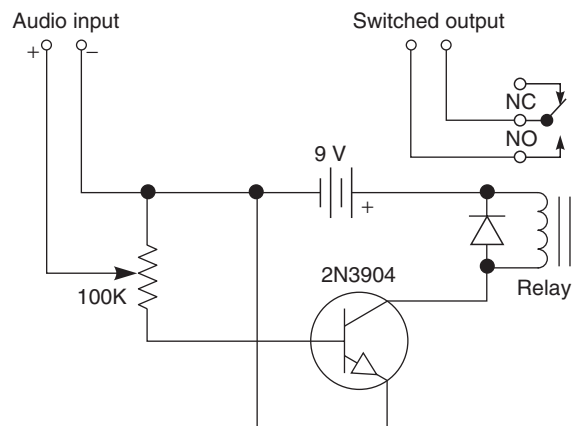 Audio input
Switched output
+
−
NC
NO
9 V
+
2N3904
100K
Relay